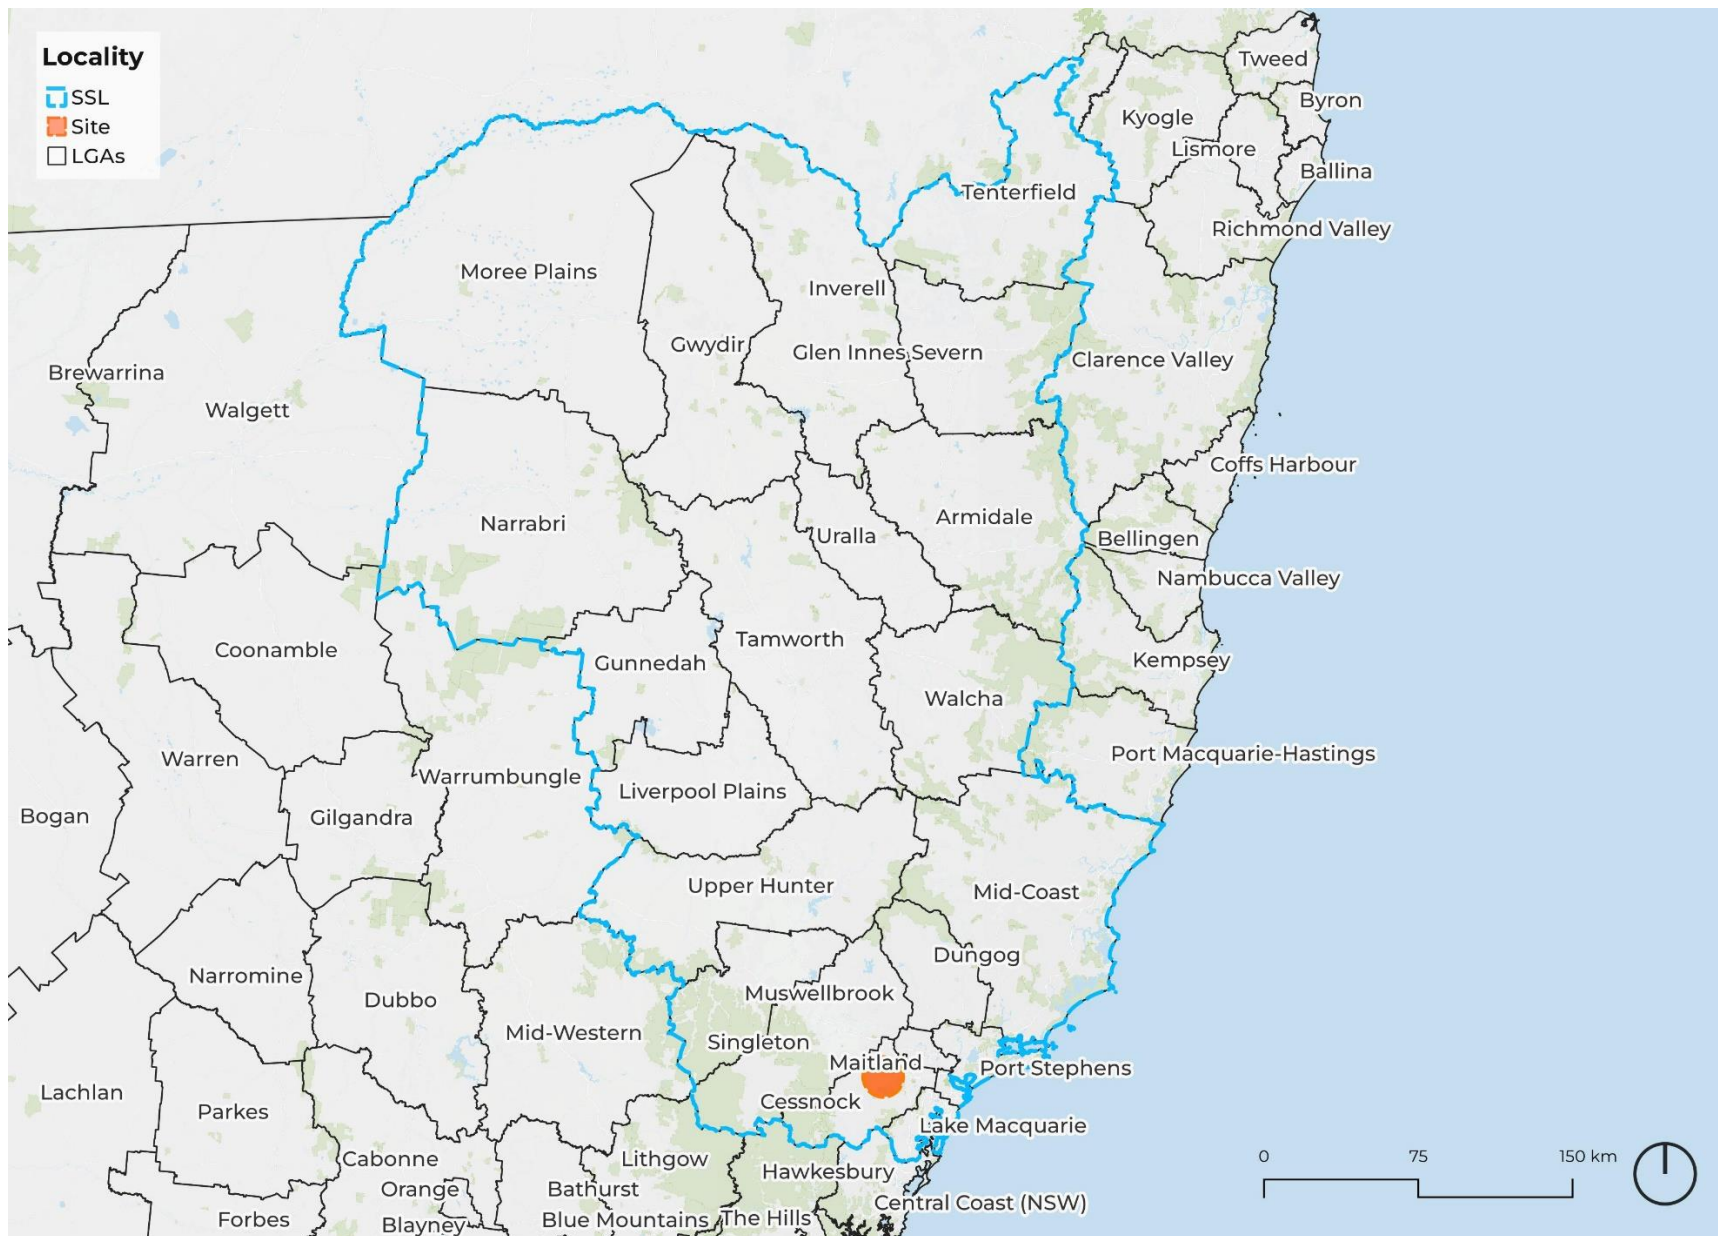 Locality
SSL
Site
LGAs
Tweed
Byron
Kyogle
Lismore
Ballina
Tenterfield
Richmond Valley
Moree Plains
Inverell
Gwydir
Glen Innes Severn
Clarence Valley
Brewarrina
Walgett
Coffs Harbour
Narrabri
Armidale
Uralla
Bellingen
Nambucca Valley
Coonamble
Tamworth
Gunnedah
Kempsey
Walcha
Warren
Port Macquarie-Hastings
Warrumbungle
Liverpool Plains
Bogan
Gilgandra
Upper Hunter
Mid-Coast
Dungog
Narromine
Dubbo
Muswellbrook
Mid-Western
Singleton
Maitland
Port Stephens
Lachlan
Parkes
Cessnock
Lake Macquarie
Cabonne
Lithgow
Hawkesbury
0 75 150 km
Orange
Bathurst
Central Coast (NSW)
Forbes
Blayney
Blue Mountains
The Hills